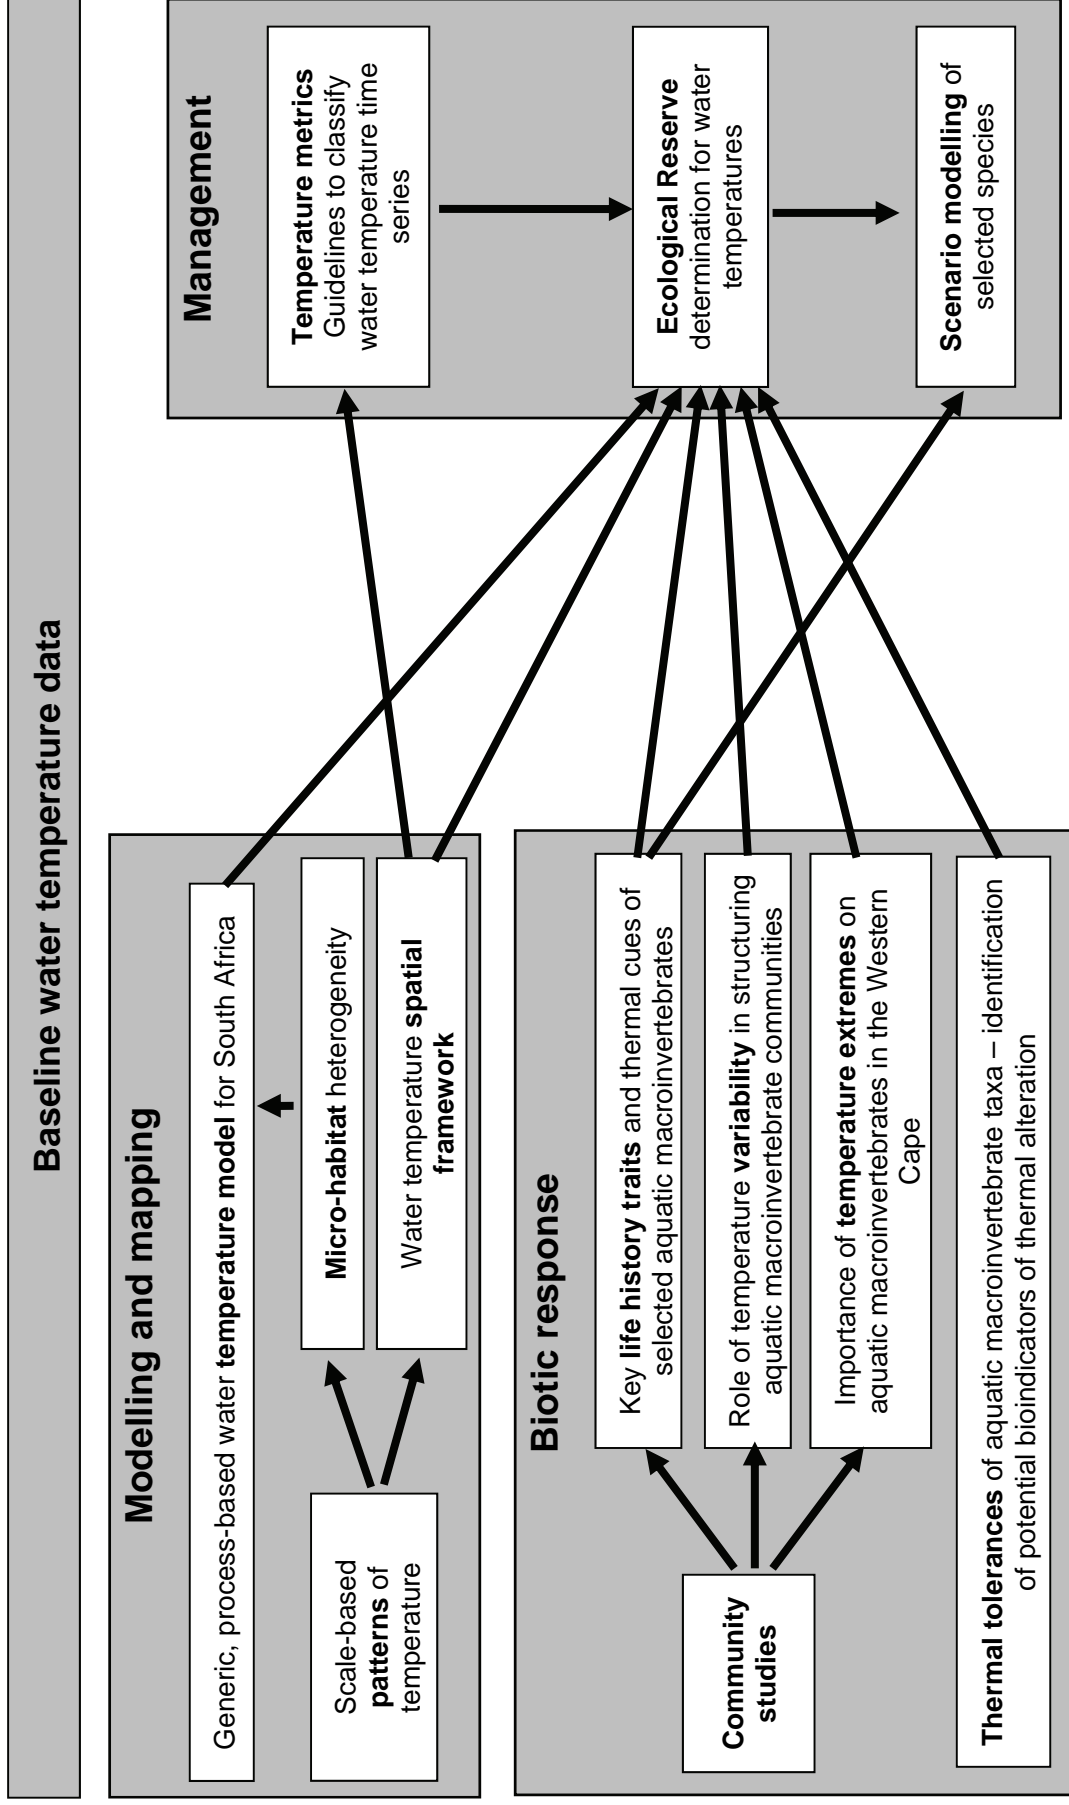 Baseline water temperature data
Modelling and mapping
Generic, process-based water temperature model for South Africa
Scale-based
patterns of
temperature
Micro-habitat heterogeneity
Water temperature spatial
framework
Biotic response
Community
studies
Key life history traits and thermal cues of
selected aquatic macroinvertebrates
Role of temperature variability in structuring
aquatic macroinvertebrate communities
Importance of temperature extremes on
aquatic macroinvertebrates in the Western
Cape
Thermal tolerances of aquatic macroinvertebrate taxa – identification
of potential bioindicators of thermal alteration
Management
Temperature metrics
Guidelines to classify
water temperature time
series
Ecological Reserve
determination for water
temperatures
Scenario modelling of
selected species